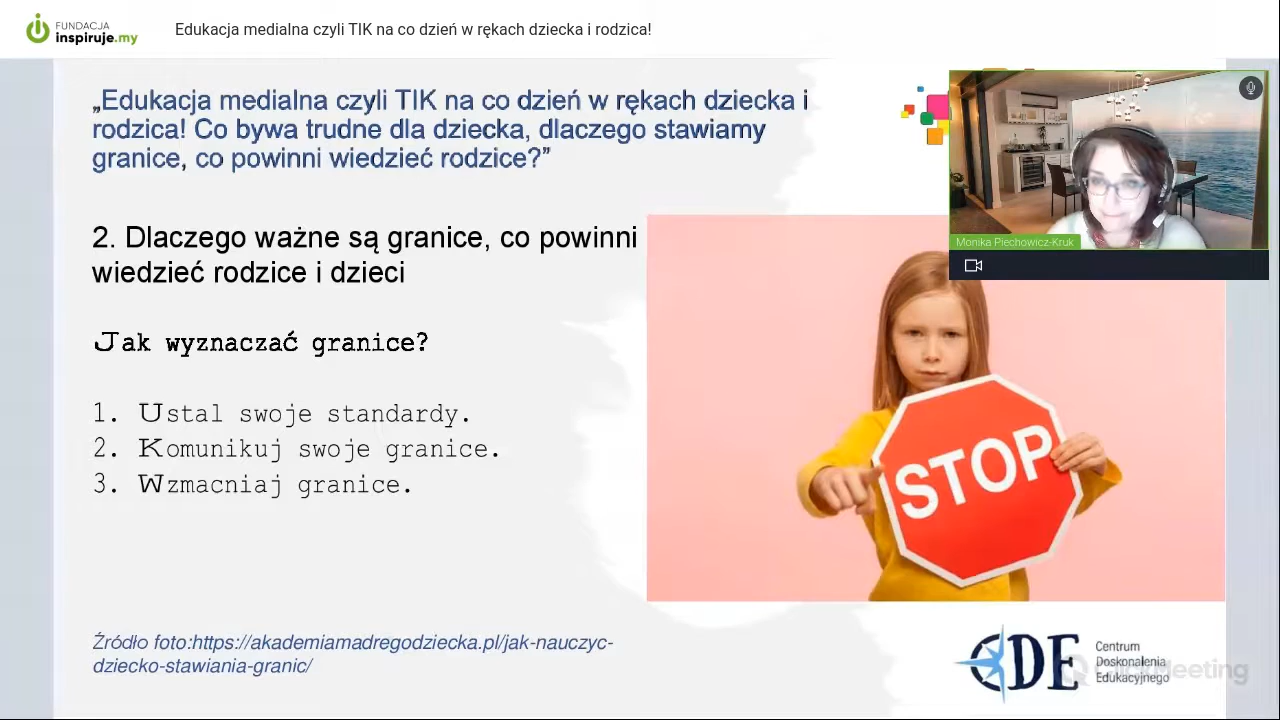 FUNDACJA
inspiruje.my
Edukacja medialna czyli TIK na co dzień w rękach dziecka i rodzica!
„Edukacja medialna czyli TIK na co dzień w rękach dziecka i
rodzica! Co bywa trudne dla dziecka, dlaczego stawiamy
granice, co powinni wiedzieć rodzice?”
Monika Piechowicz-Kruk
2. Dlaczego ważne są granice, co powinni
wiedzieć rodzice i dzieci
Jak wyznaczać granice?
1. Ustal swoje standardy.
2. Komunikuj swoje granice.
3. Wzmacniaj granice.
STOP
Źródło foto:https://akademiamadregodziecka.pl/jak-nauczyc-
dziecko-stawiania-granic/
CDE
Centrum
Doskonalenia
Edukacyjnego
ClickMeeting